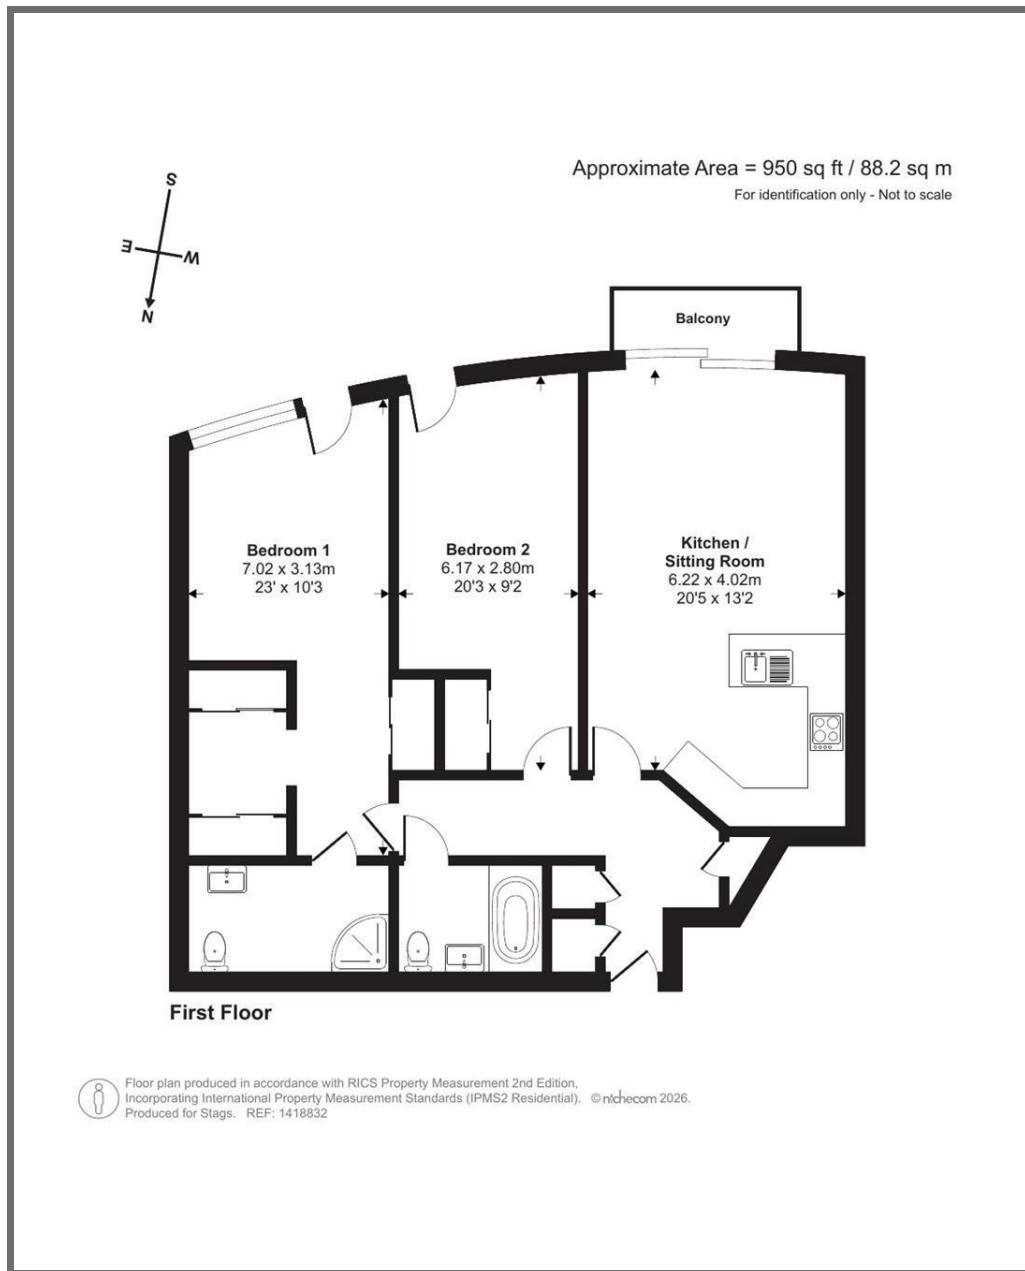 Approximate Area = 950 sq ft / 88.2 sq m
For identification only - Not to scale
S
E
W
N
Balcony
Bedroom 1
7.02 x 3.13m
23' x 10'3
Bedroom 2
6.17 x 2.80m
20'3 x 9'2
Kitchen /
Sitting Room
6.22 x 4.02m
20'5 x 13'2
First Floor
Floor plan produced in accordance with RICS Property Measurement 2nd Edition,
Incorporating International Property Measurement Standards (IPMS2 Residential). © nichecom 2026.
Produced for Stags. REF: 1418832